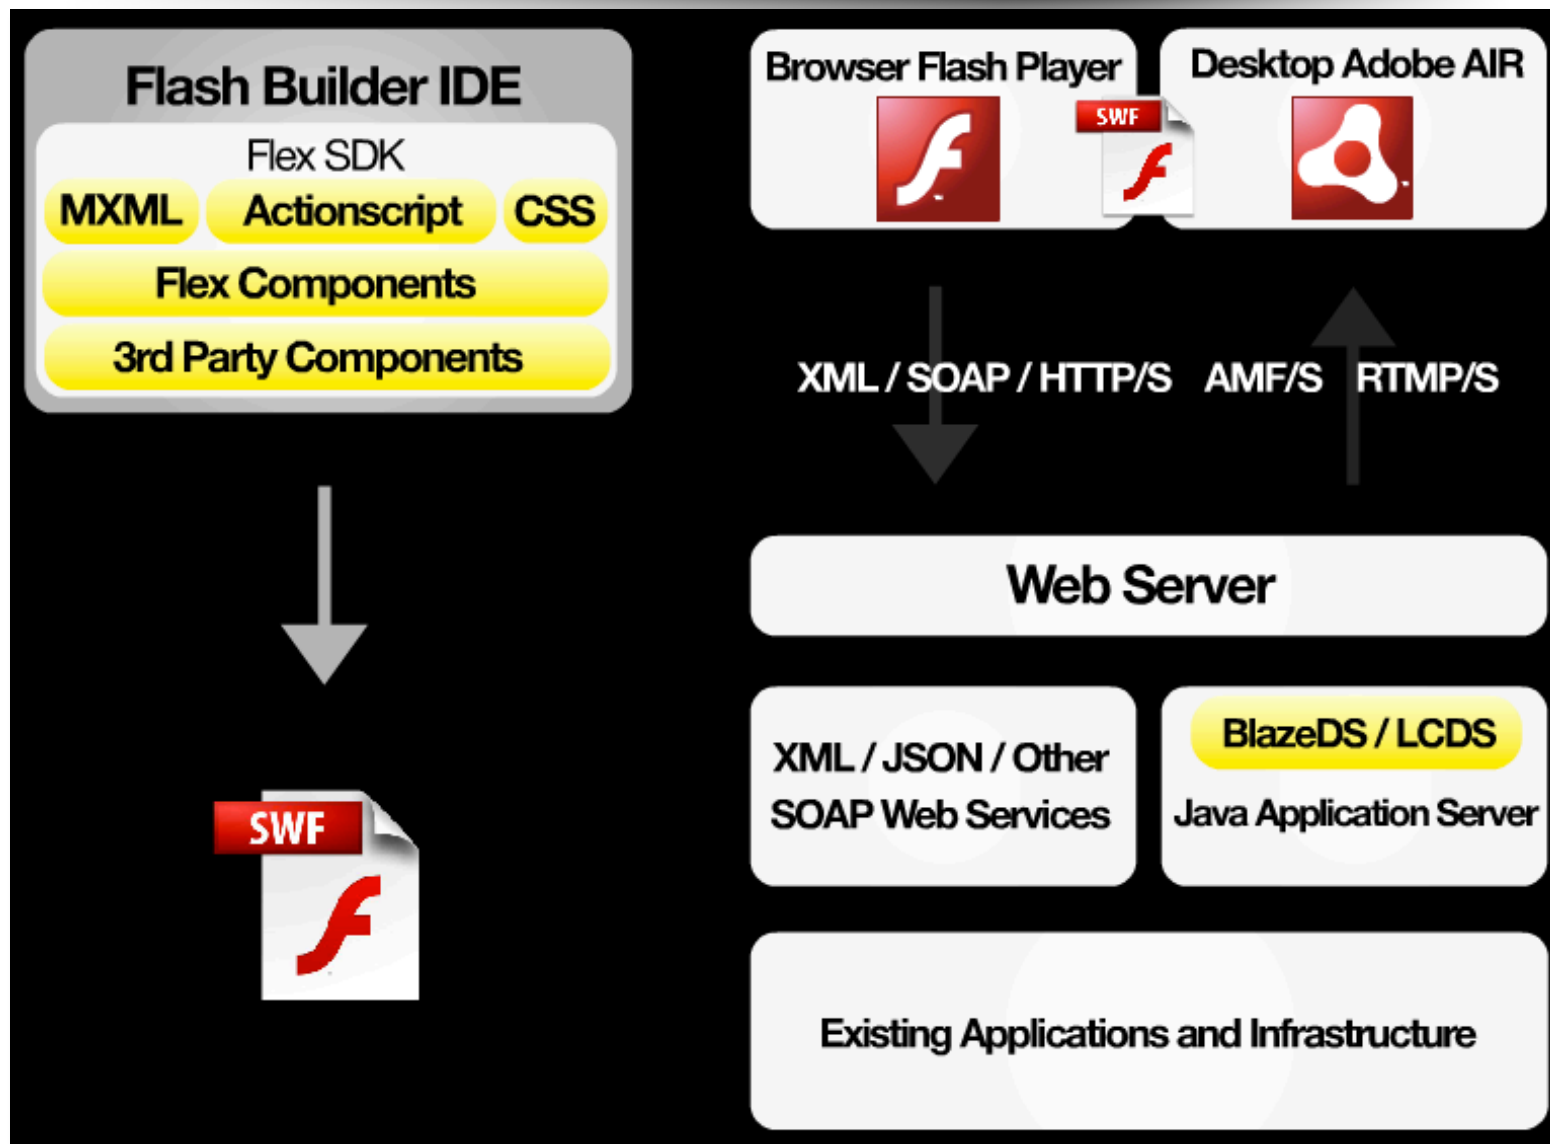 Flash Builder IDE
Flex SDK
MXML Actionscript CSS
Flex Components
3rd Party Components
SWF
Browser Flash Player
SWF
Desktop Adobe AIR
XML / SOAP / HTTP/S AMF/S RTMP/S
Web Server
XML / JSON / Other
SOAP Web Services
BlazeDS / LCDS
Java Application Server
Existing Applications and Infrastructure